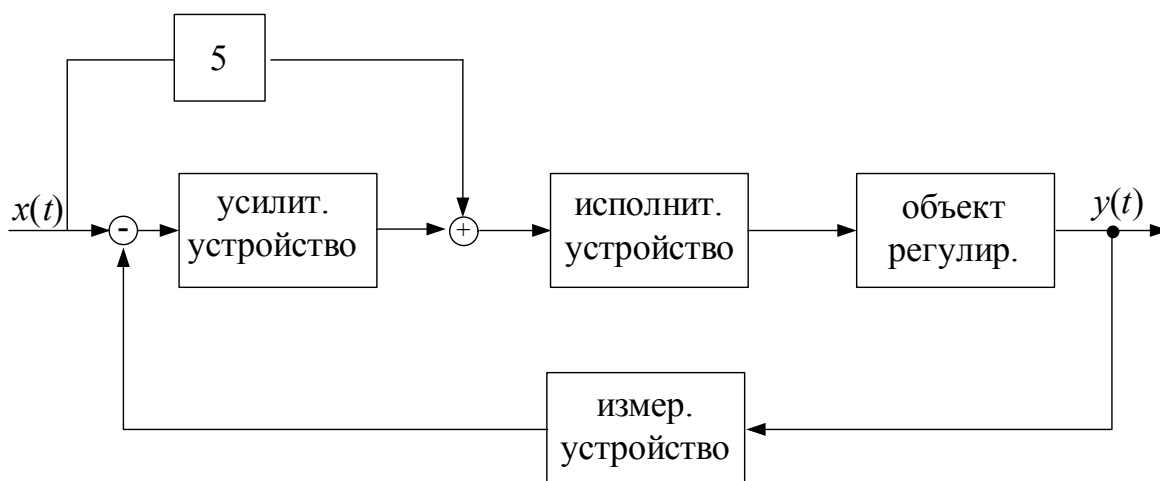 5
x(t)
-
усилит.
устройство
+
исполнит.
устройство
объект
регулир.
y(t)
измер.
устройство